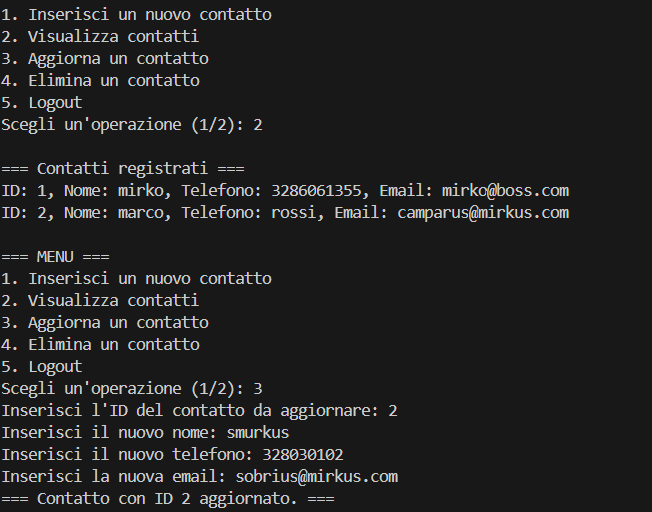 1. Inserisci un nuovo contatto
2. Visualizza contatti
3. Aggiorna un contatto
4. Elimina un contatto
5. Logout
Scegli un'operazione (1/2): 2
=== Contatti registrati ===
ID: 1, Nome: mirko, Telefono: 3286061355, Email: mirko@boss.com
ID: 2, Nome: marco, Telefono: rossi, Email: camparus@mirkus.com
=== MENU ===
1. Inserisci un nuovo contatto
2. Visualizza contatti
3. Aggiorna un contatto
4. Elimina un contatto
5. Logout
Scegli un'operazione (1/2): 3
Inserisci l'ID del contatto da aggiornare: 2
Inserisci il nuovo nome: smurkus
Inserisci il nuovo telefono: 328030102
Inserisci la nuova email: sobrius@mirkus.com
=== Contatto con ID 2 aggiornato. ===